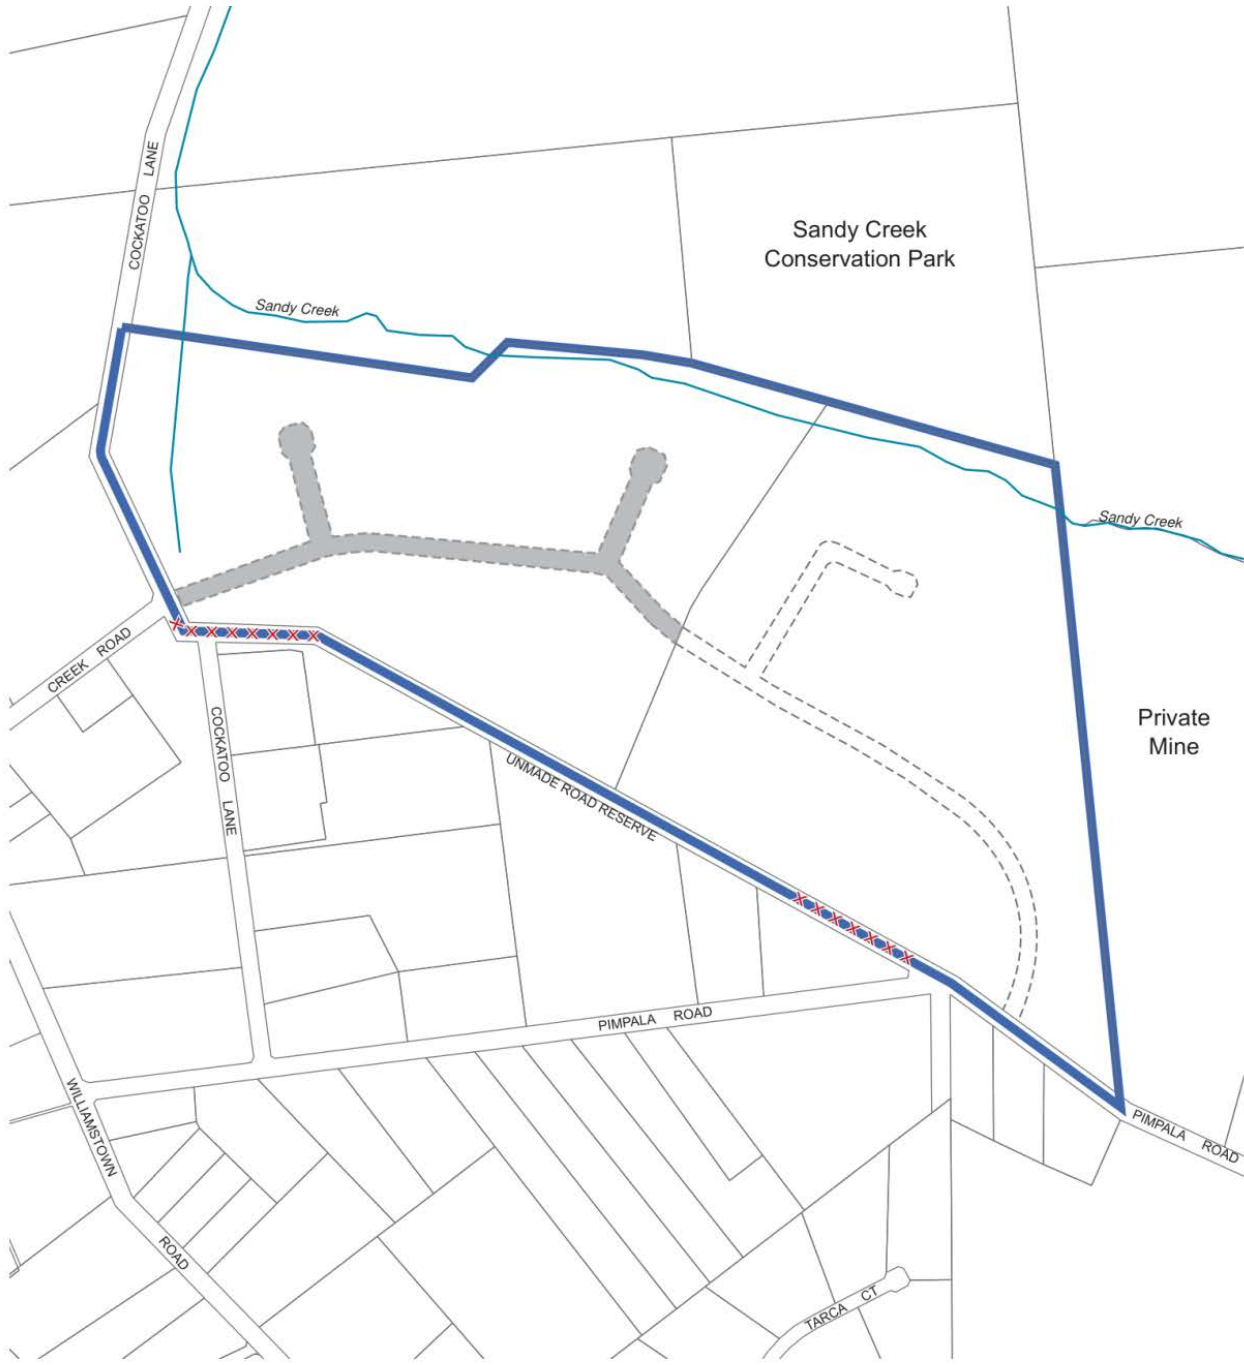 COCKATOO LANE
Sandy Creek
Conservation Park
Sandy Creek
Sandy Creek
CREEK ROAD
COCKATOO LANE
Private
Mine
UNMADE ROAD RESERVE
PIMPALA ROAD
WILLIAMSTOWN
ROAD
PIMPALA ROAD
TARCA CT